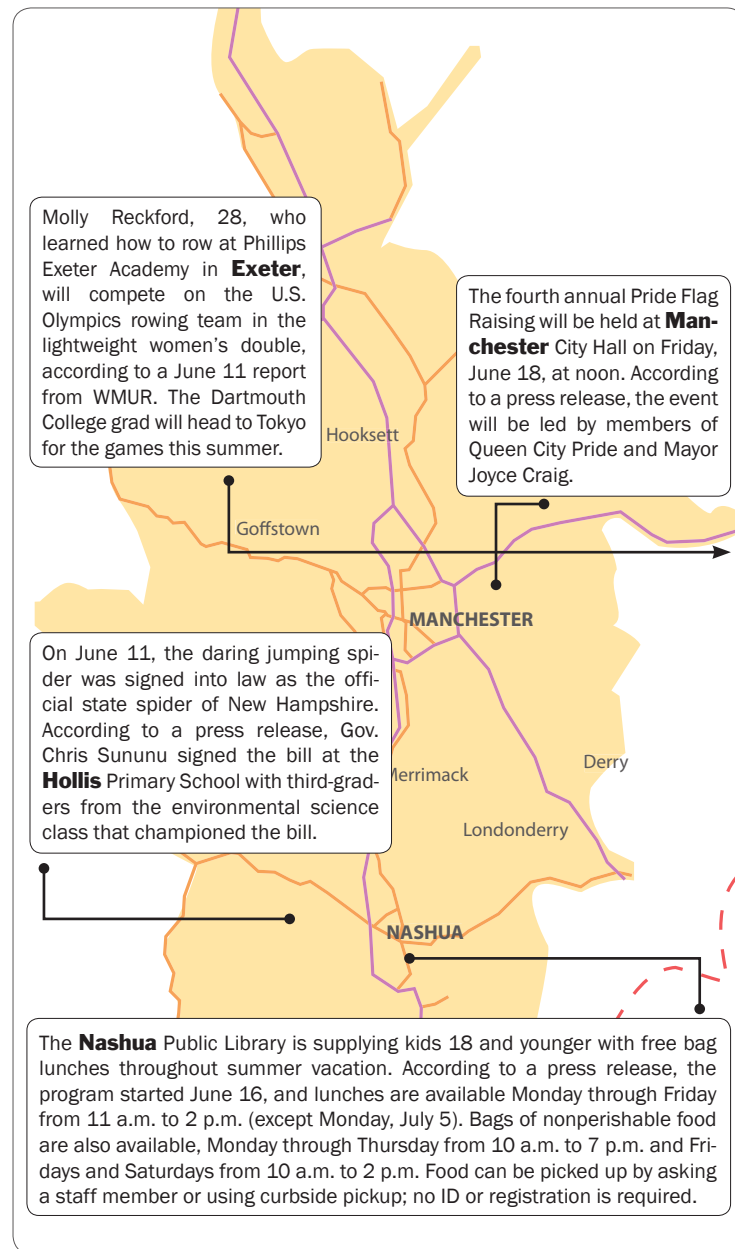 Molly Reckford, 28, who
learned how to row at Phillips
Exeter Academy in Exeter,
will compete on the U.S.
Olympics rowing team in the
lightweight women's double,
according to a June 11 report
from WMUR. The Dartmouth
College grad will head to Tokyo
for the games this summer.
The fourth annual Pride Flag
Raising will be held at Man-
chester City Hall on Friday,
June 18, at noon. According
to a press release, the event
will be led by members of
Queen City Pride and Mayor
Joyce Craig.
Hooksett
Goffstown
MANCHESTER
On June 11, the daring jumping spi-
der was signed into law as the offi-
cial state spider of New Hampshire.
According to a press release, Gov.
Chris Sununu signed the bill at the
Hollis Primary School with third-grad-
ers from the environmental science
class that championed the bill.
Merrimack
Derry
Londonderry
NASHUA
The Nashua Public Library is supplying kids 18 and younger with free bag
lunches throughout summer vacation. According to a press release, the
program started June 16, and lunches are available Monday through Friday
from 11 a.m. to 2 p.m. (except Monday, July 5). Bags of nonperishable food
are also available, Monday through Thursday from 10 a.m. to 7 p.m. and Fri-
days and Saturdays from 10 a.m. to 2 p.m. Food can be picked up by asking
a staff member or using curbside pickup; no ID or registration is required.